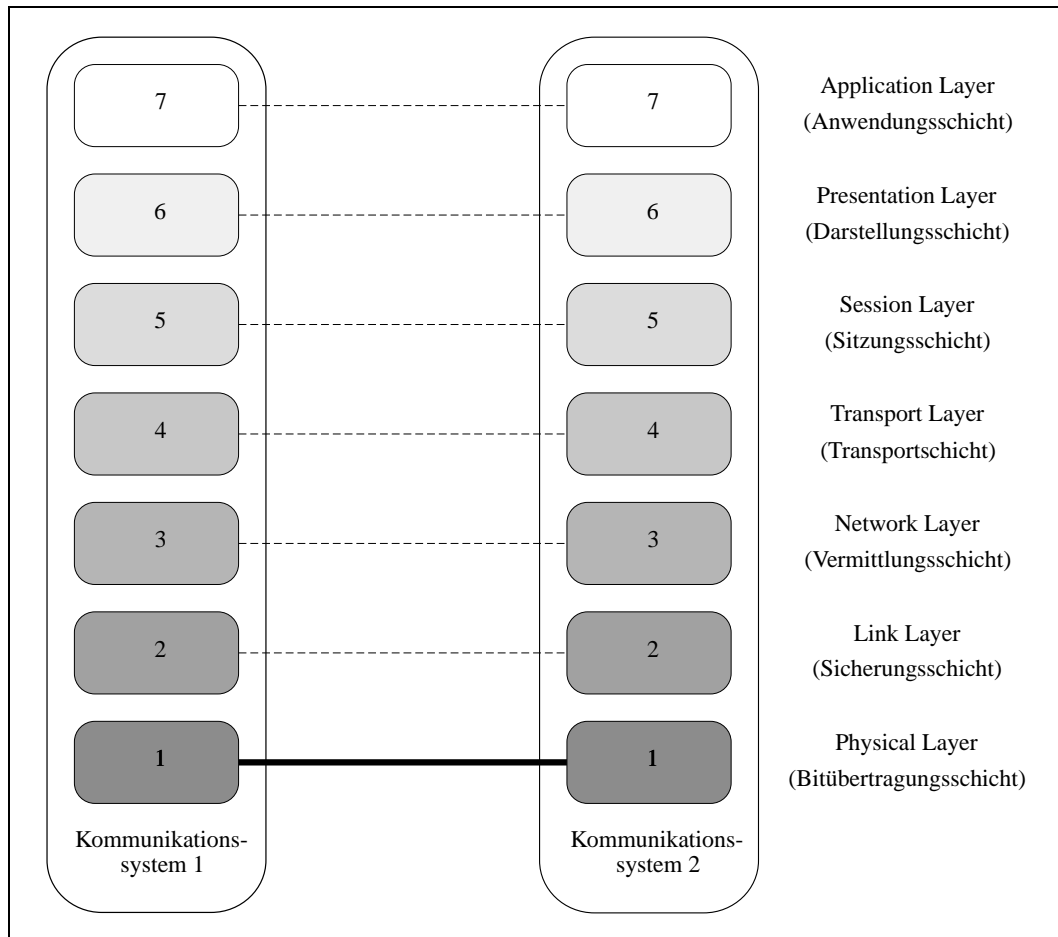 7
7
Application Layer
(Anwendungsschicht)
6
6
Presentation Layer
(Darstellungsschicht)
5
5
Session Layer
(Sitzungsschicht)
4
4
Transport Layer
(Transportschicht)
3
3
Network Layer
(Vermittlungsschicht)
2
2
Link Layer
(Sicherungsschicht)
1
1
Physical Layer
(Bitübertragungsschicht)
Kommunikations-
system 1
Kommunikations-
system 2